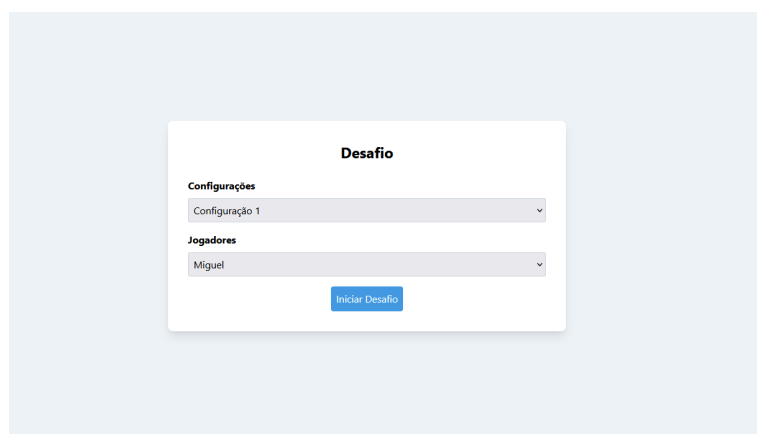 Desafio
Configurações
Configuração 1
Jogadores
Miguel
Iniciar Desafio